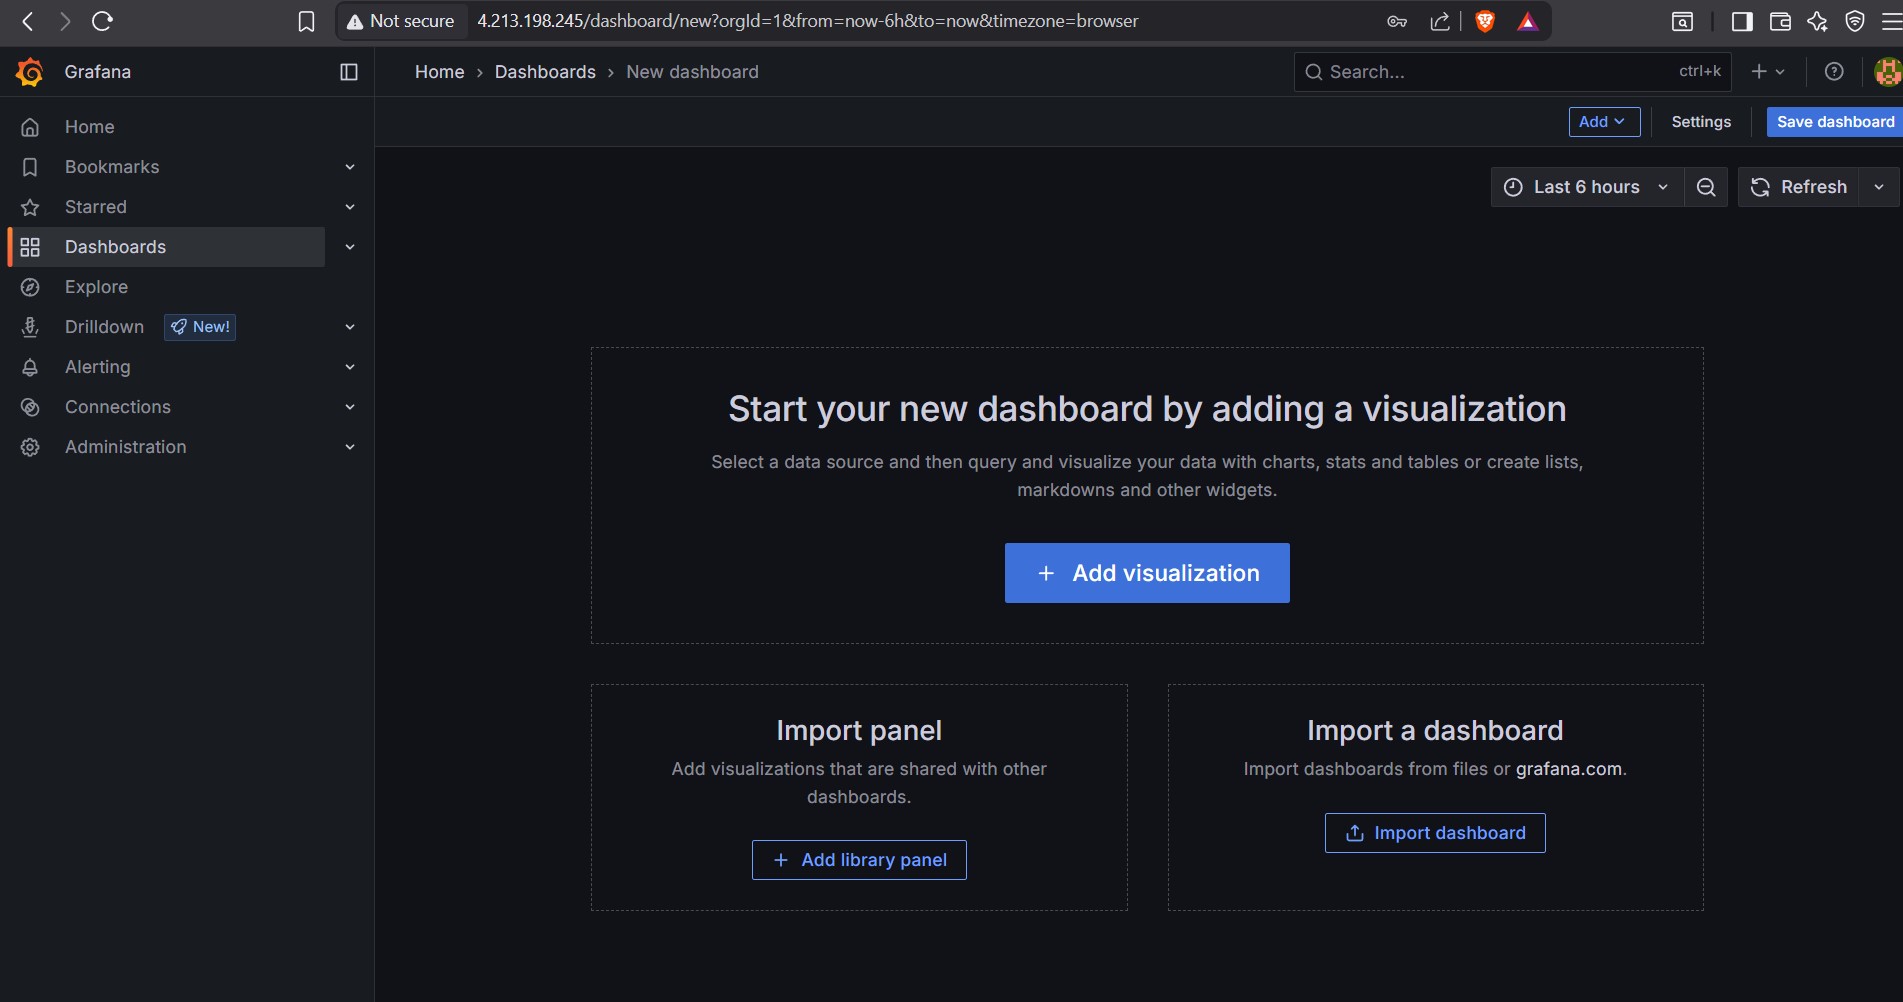 Not secure
4.213.198.245/dashboard/new?orgId=1&from=now-6h&to=now&timezone=browser
Grafana
Home › Dashboards › New dashboard
Search...
ctrl+k
Add
Settings
Save dashboard
Home
Bookmarks
Starred
Dashboards
Explore
Drilldown
New!
Alerting
Connections
Administration
Last 6 hours
Refresh
Start your new dashboard by adding a visualization
Select a data source and then query and visualize your data with charts, stats and tables or create lists,
markdowns and other widgets.
+ Add visualization
Import panel
Add visualizations that are shared with other
dashboards.
+ Add library panel
Import a dashboard
Import dashboards from files or grafana.com.
Import dashboard